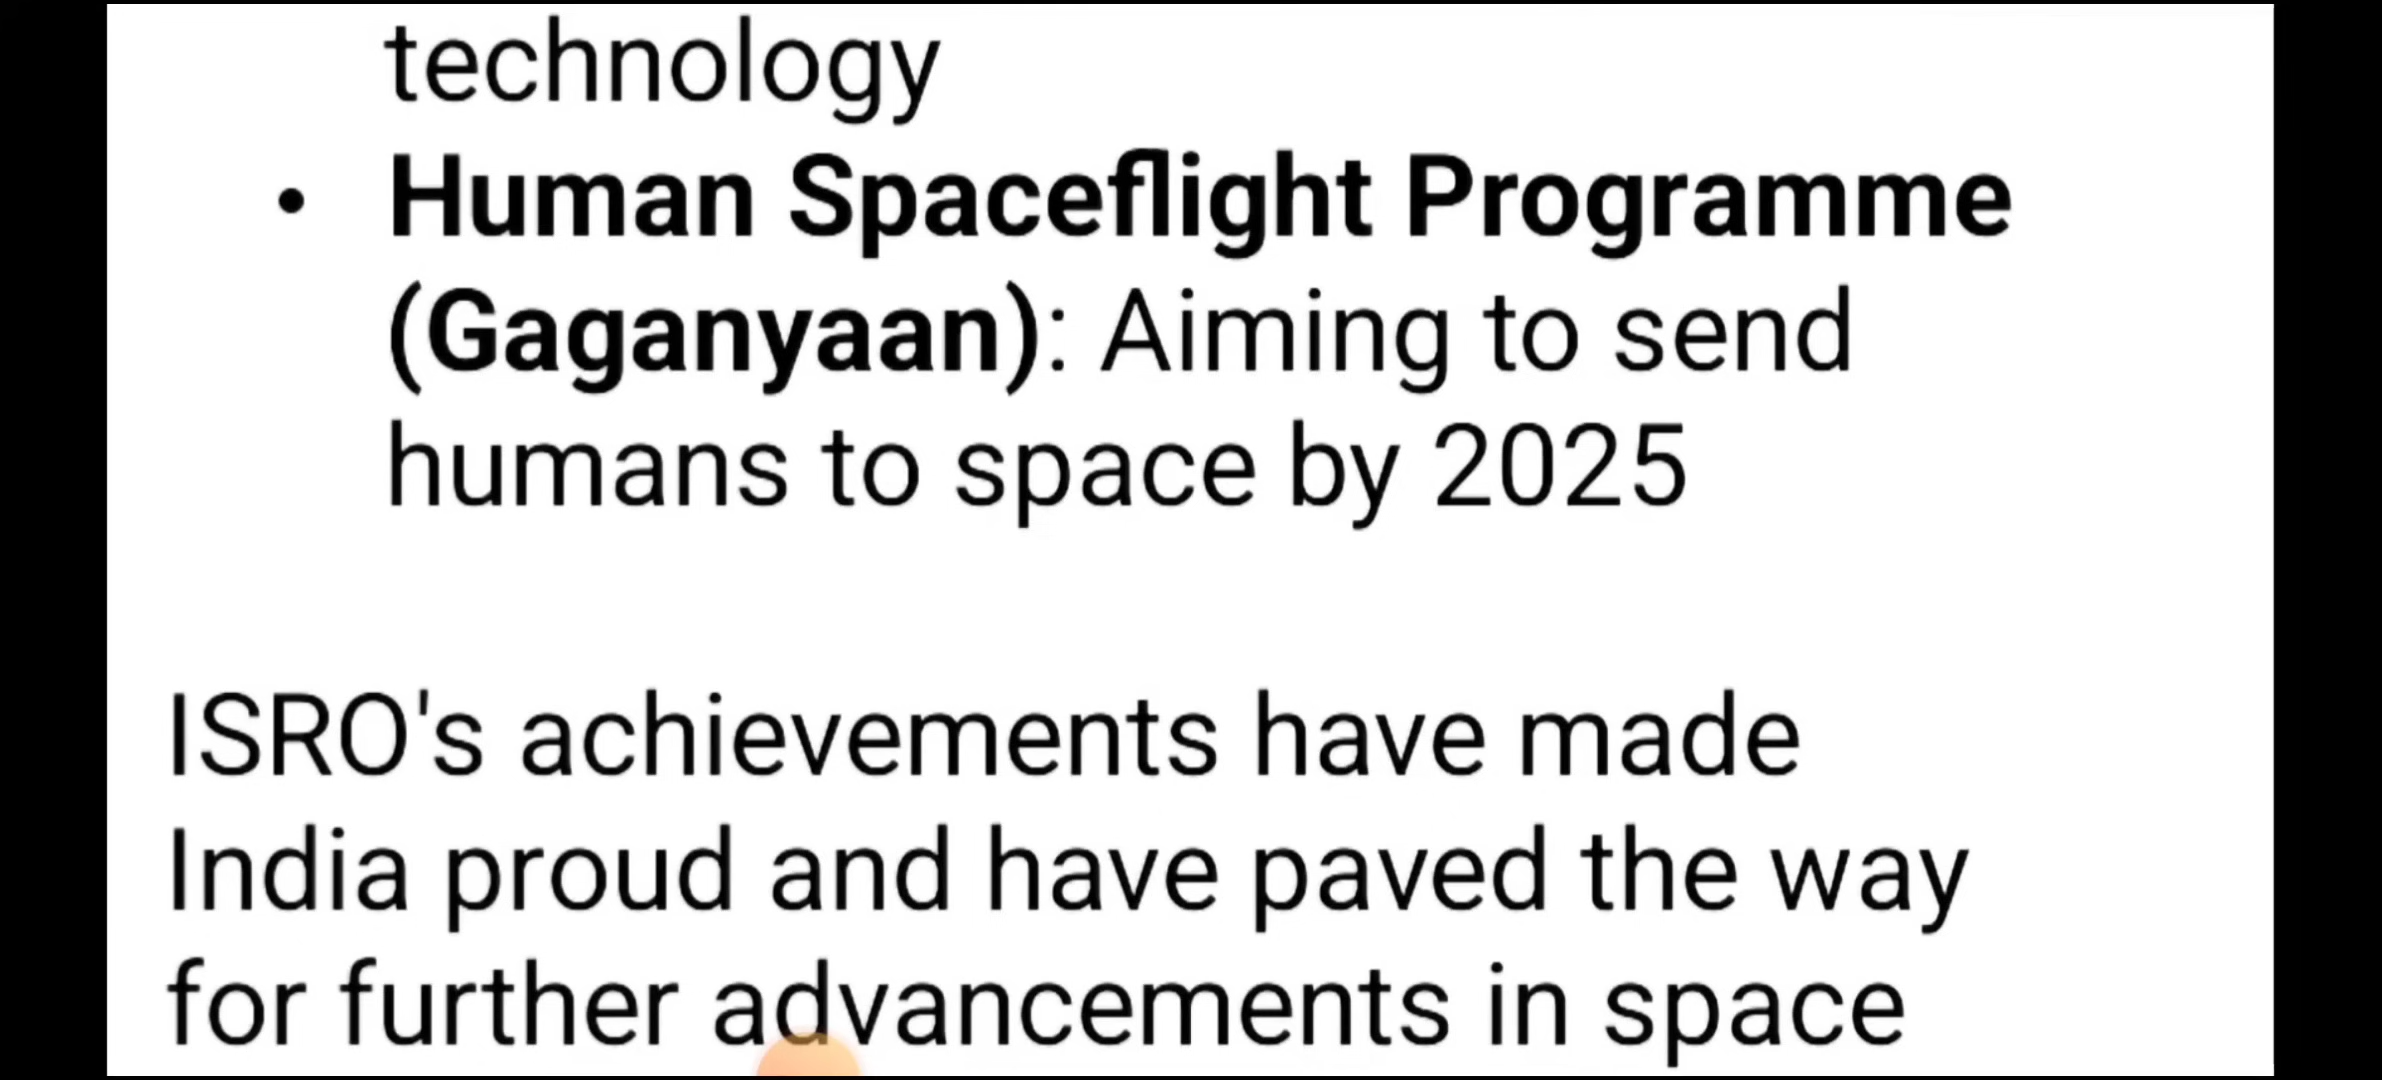 technology
• Human Spaceflight Programme
(Gaganyaan): Aiming to send
humans to space by 2025
ISRO's achievements have made
India proud and have paved the way
for further advancements in space